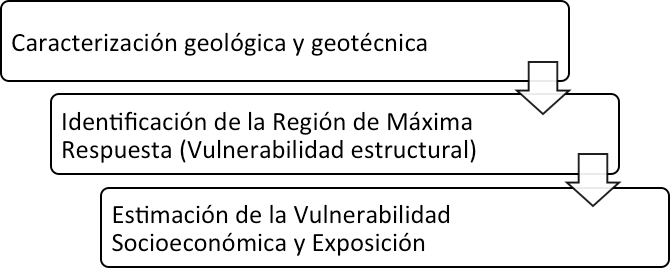 Caracterización geológica y geotécnica
Identificación de la Región de Máxima
Respuesta (Vulnerabilidad estructural)
Estimación de la Vulnerabilidad
Socioeconómica y Exposición